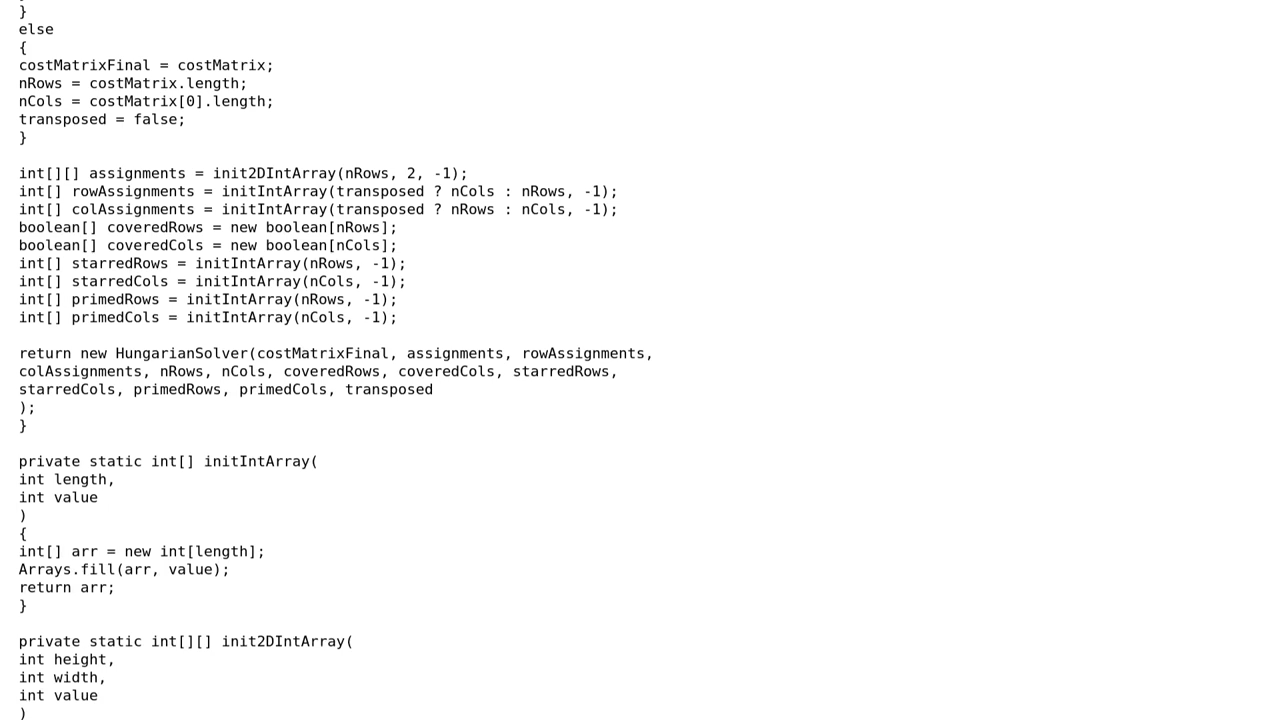 }
else
{
costMatrixFinal = costMatrix;
nRows = costMatrix.length;
nCols = costMatrix[0].length;
transposed = false;
}

int[][] assignments = init2DIntArray(nRows, 2, -1);
int[] rowAssignments = initIntArray(transposed ? nCols : nRows, -1);
int[] colAssignments = initIntArray(transposed ? nRows : nCols, -1);
boolean[] coveredRows = new boolean[nRows];
boolean[] coveredCols = new boolean[nCols];
int[] starredRows = initIntArray(nRows, -1);
int[] starredCols = initIntArray(nCols, -1);
int[] primedRows = initIntArray(nRows, -1);
int[] primedCols = initIntArray(nCols, -1);

return new HungarianSolver(costMatrixFinal, assignments, rowAssignments,
colAssignments, nRows, nCols, coveredRows, coveredCols, starredRows,
starredCols, primedRows, primedCols, transposed
);
}

private static int[] initIntArray(
int length,
int value
)
{
int[] arr = new int[length];
Arrays.fill(arr, value);
return arr;
}

private static int[][] init2DIntArray(
int height,
int width,
int value
)